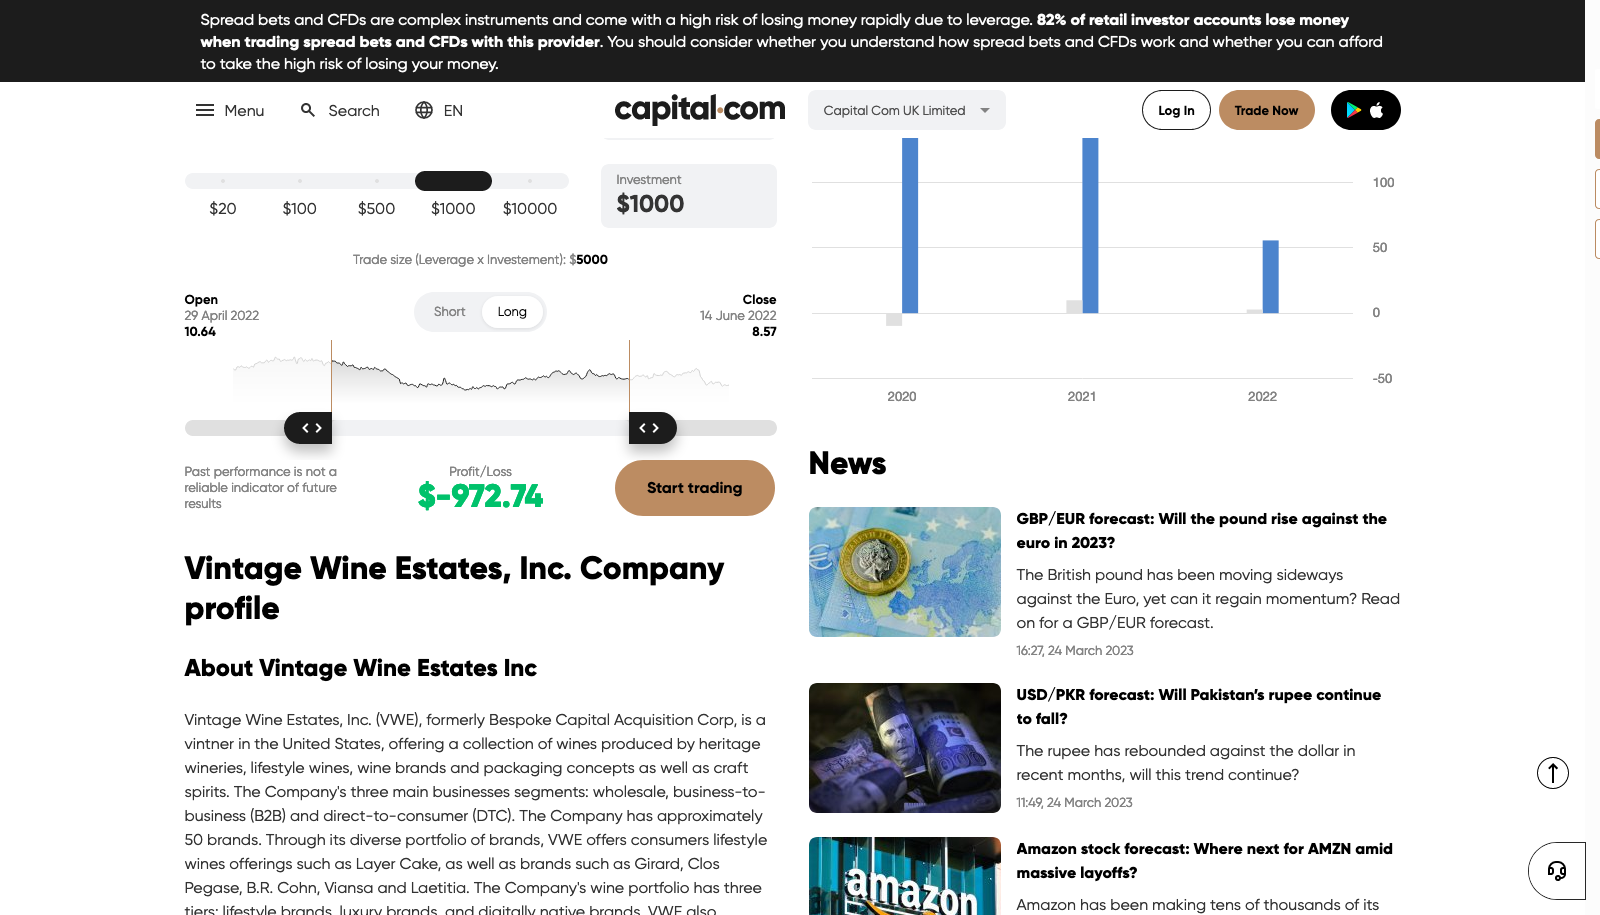 Spread bets and CFDs are complex instruments and come with a high risk of losing money rapidly due to leverage. 82% of retail investor accounts lose money
when trading spread bets and CFDs with this provider. You should consider whether you understand how spread bets and CFDs work and whether you can afford
to take the high risk of losing your money.
Menu
Search
EN
capital.com
Capital Com UK Limited
Log In
Trade Now
$20
$100
$500
$1000
$10000
Investment
$1000
Trade size (Leverage x Investement): $5000
Open
29 April 2022
10.64
Short
Long
Close
14 June 2022
8.57
Past performance is not a
reliable indicator of future
results
Profit/Loss
$-972.74
Start trading
Vintage Wine Estates, Inc. Company
profile
About Vintage Wine Estates Inc
Vintage Wine Estates, Inc. (VWE), formerly Bespoke Capital Acquisition Corp, is a
vintner in the United States, offering a collection of wines produced by heritage
wineries, lifestyle wines, wine brands and packaging concepts as well as craft
spirits. The Company's three main businesses segments: wholesale, business-to-
business (B2B) and direct-to-consumer (DTC). The Company has approximately
50 brands. Through its diverse portfolio of brands, VWE offers consumers lifestyle
wines offerings such as Layer Cake, as well as brands such as Girard, Clos
Pegase, B.R. Cohn, Viansa and Laetitia. The Company's wine portfolio has three
tiers: lifestyle brands, luxury brands, and digitally native brands. VWE also
100
50
0
-50
2020
2021
2022
News
GBP/EUR forecast: Will the pound rise against the
euro in 2023?
The British pound has been moving sideways
against the Euro, yet can it regain momentum? Read
on for a GBP/EUR forecast.
16:27, 24 March 2023
USD/PKR forecast: Will Pakistan's rupee continue
to fall?
The rupee has rebounded against the dollar in
recent months, will this trend continue?
11:49, 24 March 2023
amazon
Amazon stock forecast: Where next for AMZN amid
massive layoffs?
Amazon has been making tens of thousands of its